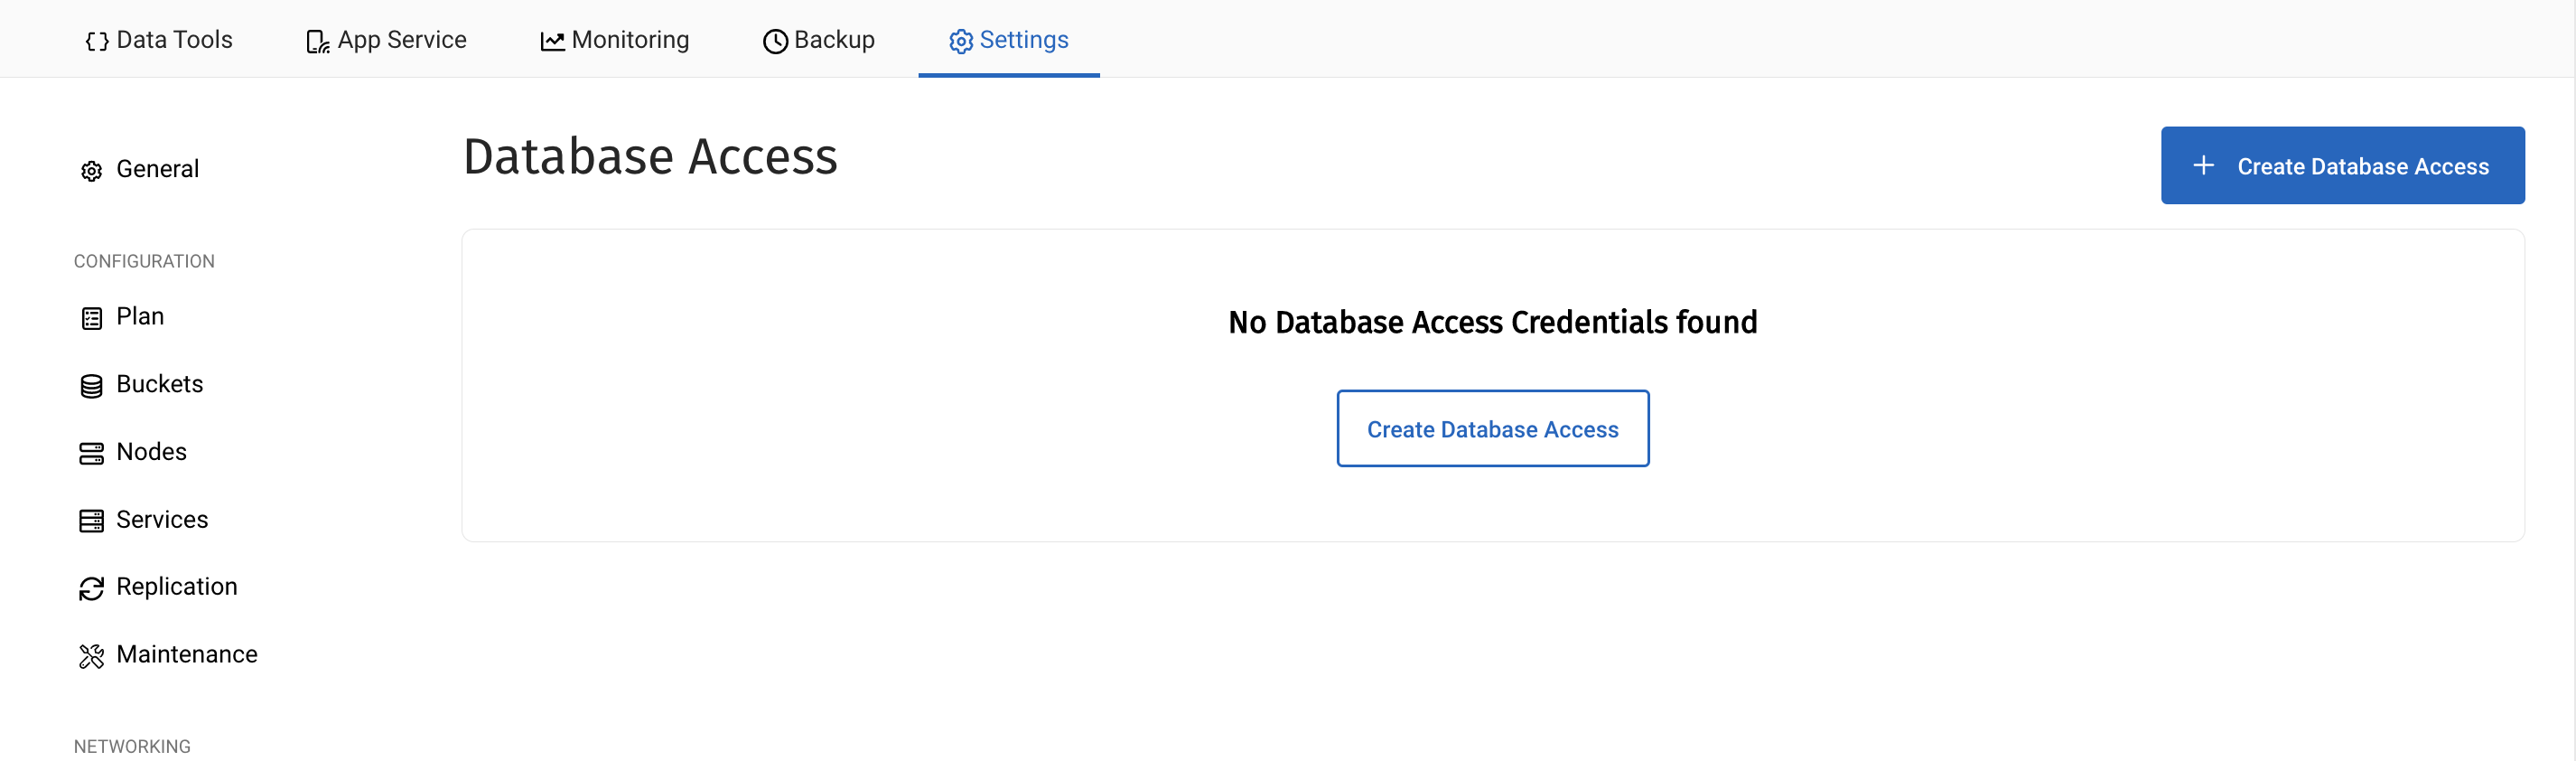 Data Tools App Service Monitoring Backup Settings
General
Database Access
+ Create Database Access
CONFIGURATION
Plan
Buckets
Nodes
Services
Replication
Maintenance
NETWORKING
No Database Access Credentials found
Create Database Access